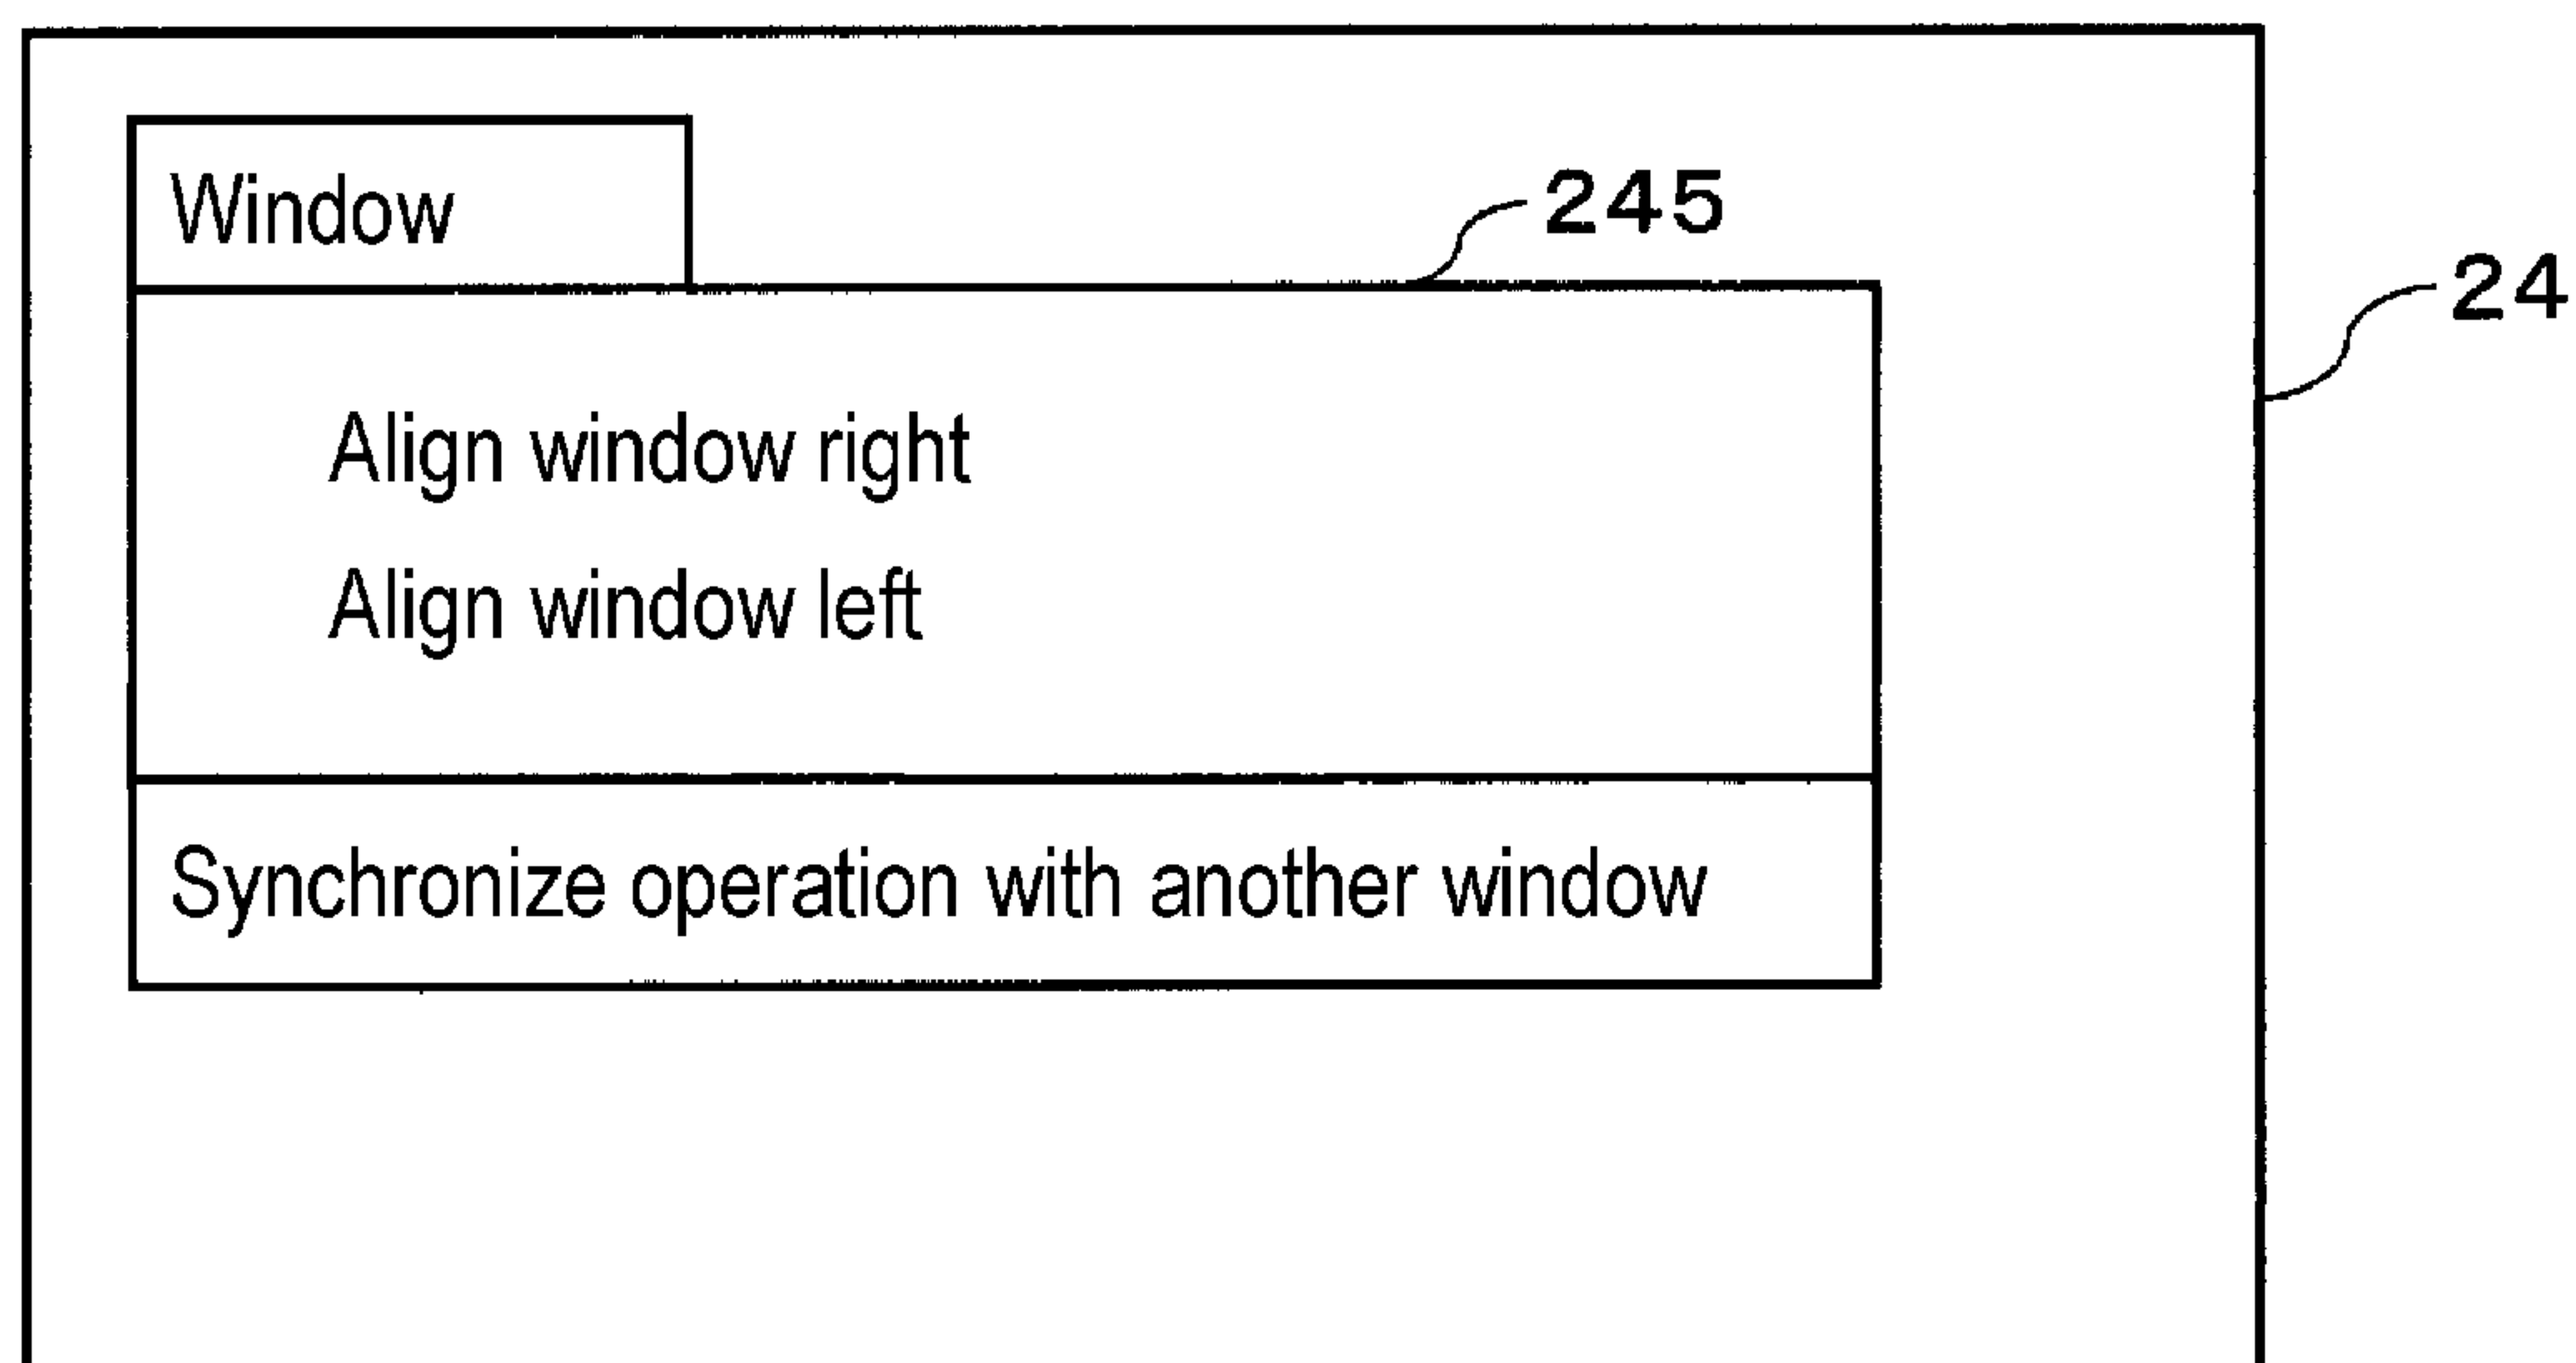 Window
245
24
Align window right
Align window left
Synchronize operation with another window